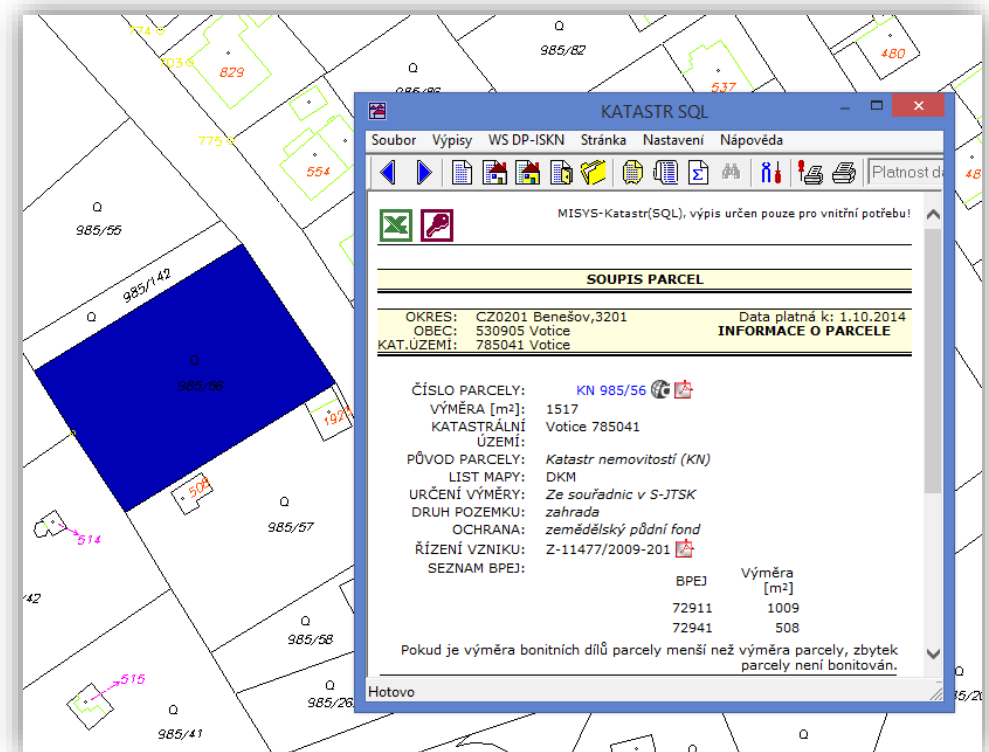 774
Q
985/82
703
829
Q
985/86
537
480
775
554
Q
985/55
985/142
Q
Q
985/56
192
508
Q
985/57
514
Q
985/58
515
Q
985/41
Q
985/26
Q
Q
Q
KATASTR SQL
Soubor Výpisy WS DP-ISKN Stránka Nastavení Nápověda
Platnost da
MISYS-Katastr(SQL), výpis určen pouze pro vnitřní potřebu!
SOUPIS PARCEL
OKRES: CZ0201 Benešov,3201 Data platná k: 1.10.2014
OBEC: 530905 Votice INFORMACE O PARCELE
KAT.ÚZEMÍ: 785041 Votice
ČÍSLO PARCELY: KN 985/56
VÝMĚRA [m²]: 1517
KATASTRÁLNÍ ÚZEMÍ: Votice 785041
PŮVOD PARCELY: Katastr nemovitostí (KN)
LIST MAPY: DKM
URČENÍ VÝMĚRY: Ze souřadnic v S-JTSK
DRUH POZEMKU: zahrada
OCHRANA: zemědělský půdní fond
ŘÍZENÍ VZNIKU: Z-11477/2009-201
SEZNAM BPEJ:
BPEJ Výměra [m²]
72911 1009
72941 508
Pokud je výměra bonitních dílů parcely menší než výměra parcely, zbytek
parcely není bonitován.
Hotovo